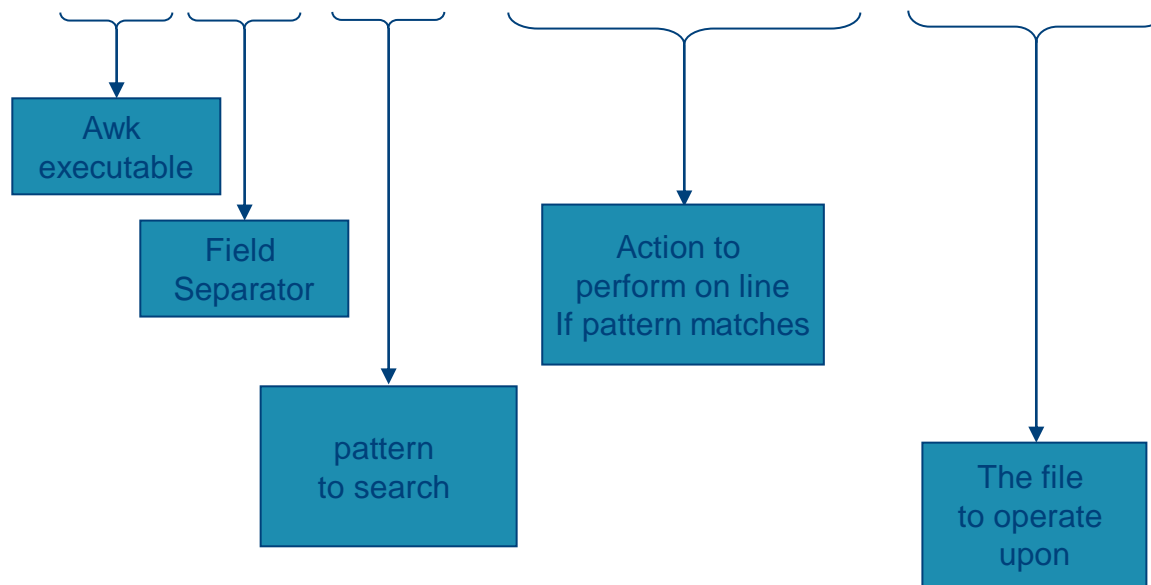 Awk
executable
Field
Separator
Action to
perform on line
If pattern matches
pattern
to search
The file
to operate
upon